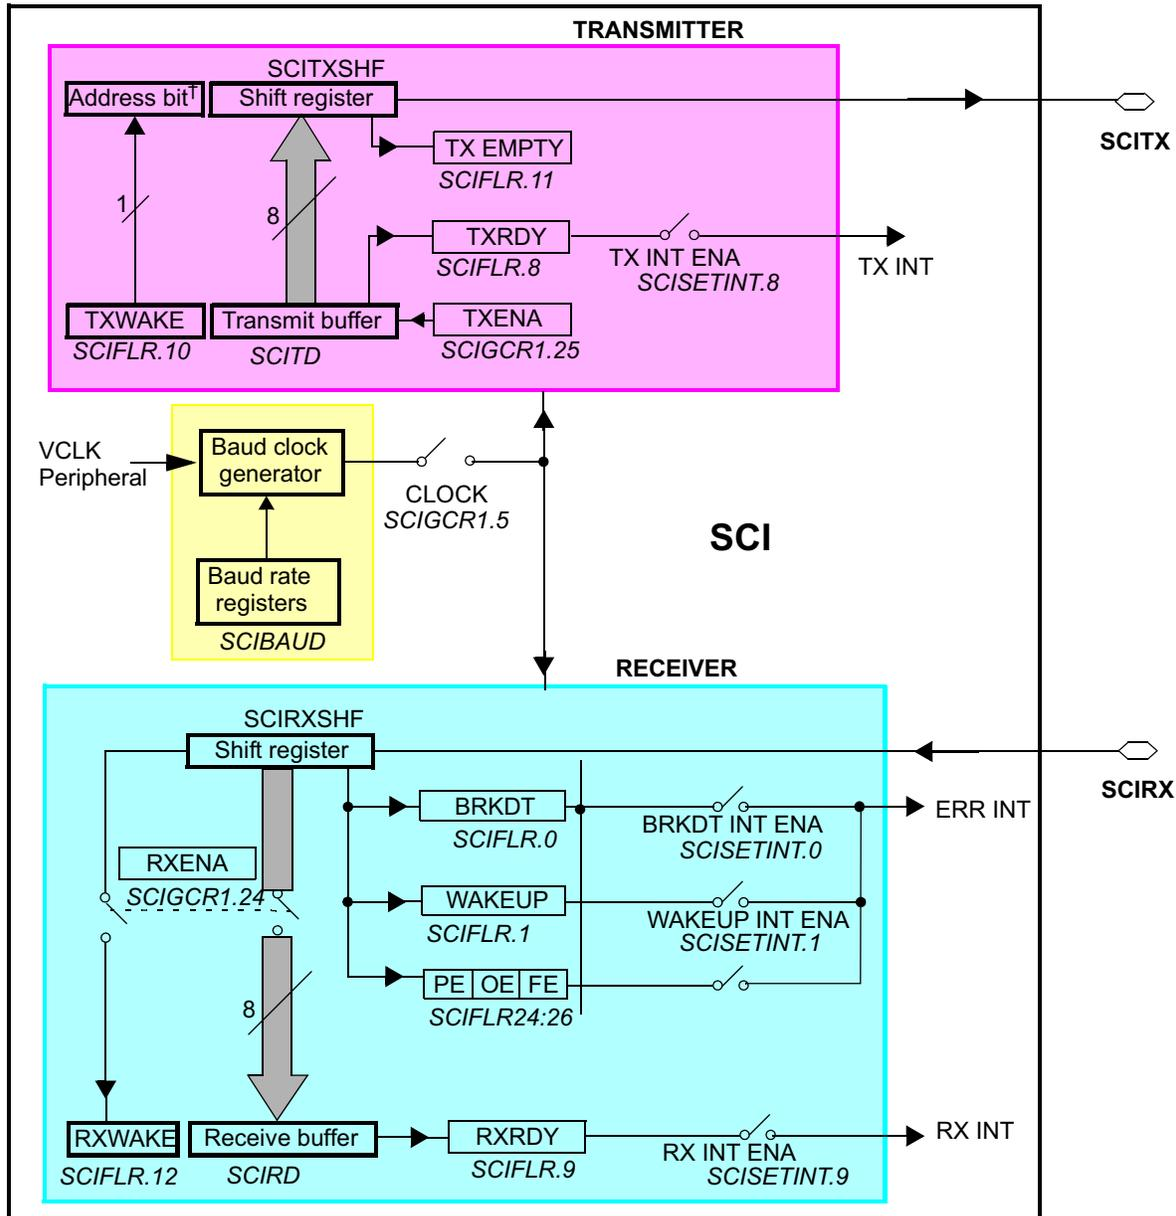 TRANSMITTER
SCITXSHF
Address bit†
Shift register
SCITX
TX EMPTY
SCIFLR.11
1
8
TXRDY
SCIFLR.8
TX INT ENA
SCISETINT.8
TX INT
TXWAKE
SCIFLR.10
Transmit buffer
SCITD
TXENA
SCIGCR1.25
VCLK
Peripheral
Baud clock
generator
CLOCK
SCIGCR1.5
SCI
Baud rate
registers
SCIBAUD
RECEIVER
SCIRXSHF
Shift register
SCIRX
BRKDT
SCIFLR.0
BRKDT INT ENA
SCISETINT.0
ERR INT
RXENA
SCIGCR1.24
WAKEUP
SCIFLR.1
WAKEUP INT ENA
SCISETINT.1
PE OE FE
SCIFLR24:26
8
RXWAKE
SCIFLR.12
Receive buffer
SCIRD
RXRDY
SCIFLR.9
RX INT ENA
SCISETINT.9
RX INT